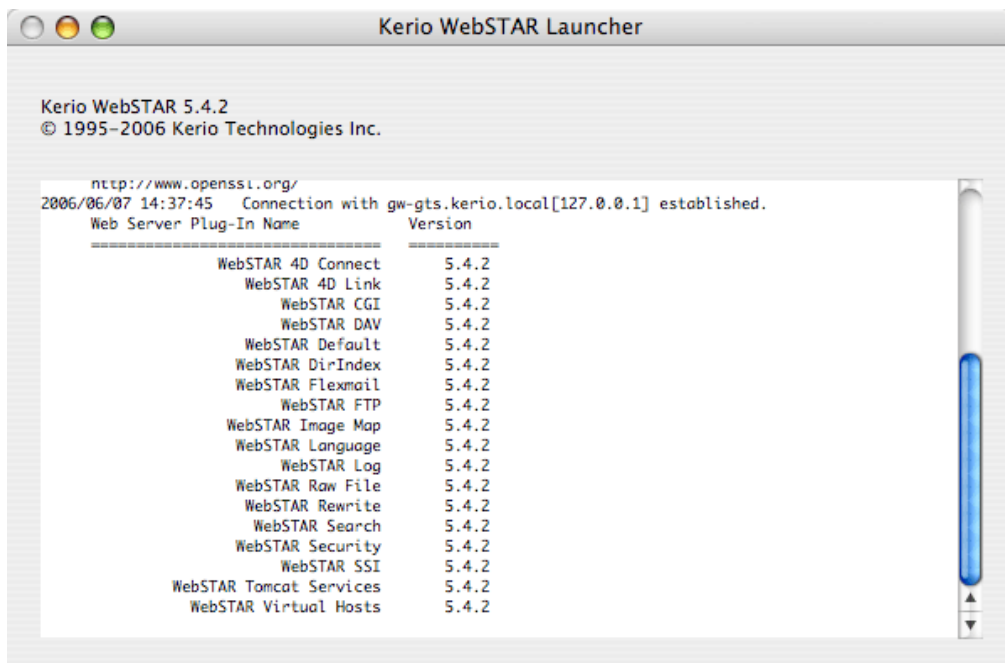 Kerio WebSTAR Launcher
Kerio WebSTAR 5.4.2
© 1995-2006 Kerio Technologies Inc.
http://www.openssl.org/
2006/06/07 14:37:45 Connection with gw-gts.kerio.local[127.0.0.1] established.
Web Server Plug-In Name Version
================================ ==========
WebSTAR 4D Connect 5.4.2
WebSTAR 4D Link 5.4.2
WebSTAR CGI 5.4.2
WebSTAR DAV 5.4.2
WebSTAR Default 5.4.2
WebSTAR DirIndex 5.4.2
WebSTAR Flexmail 5.4.2
WebSTAR FTP 5.4.2
WebSTAR Image Map 5.4.2
WebSTAR Language 5.4.2
WebSTAR Log 5.4.2
WebSTAR Raw File 5.4.2
WebSTAR Rewrite 5.4.2
WebSTAR Search 5.4.2
WebSTAR Security 5.4.2
WebSTAR SSI 5.4.2
WebSTAR Tomcat Services 5.4.2
WebSTAR Virtual Hosts 5.4.2